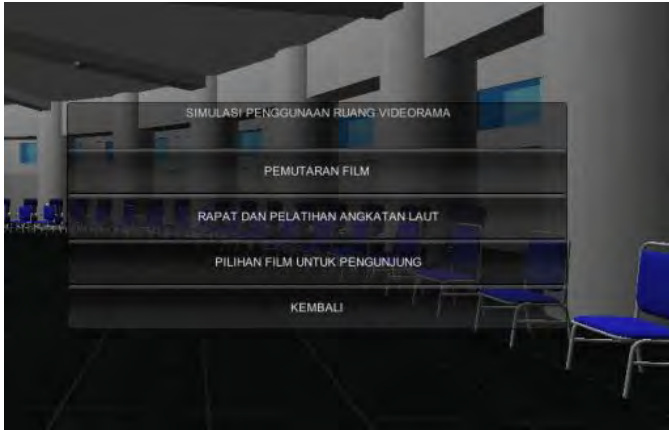 SIMULASI PENGGUNAAN RUANG VIDEORAMA
PEMUTARAN FILM
RAPAT DAN PELATIHAN ANGKATAN LAUT
PILIHAN FILM UNTUK PENGUNJUNG
KEMBALI